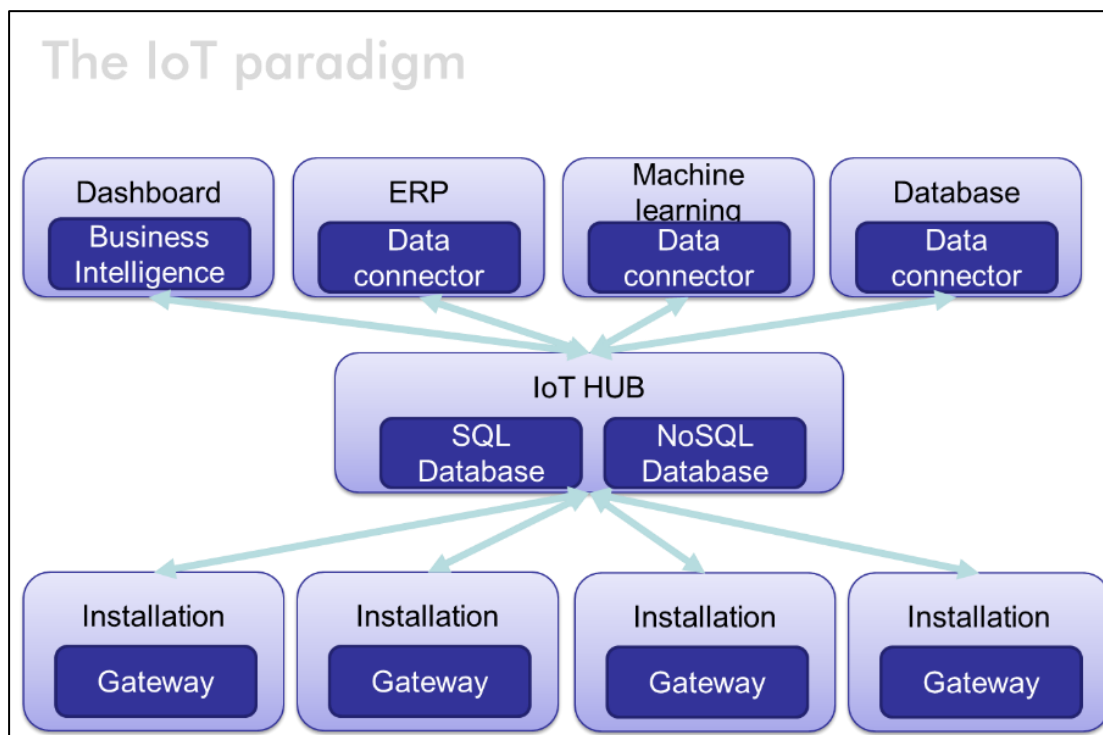 The IoT paradigm
Dashboard
Business
Intelligence
ERP
Data
connector
Machine
learning
Data
connector
Database
Data
connector
IoT HUB
SQL
Database
NoSQL
Database
Installation
Gateway
Installation
Gateway
Installation
Gateway
Installation
Gateway